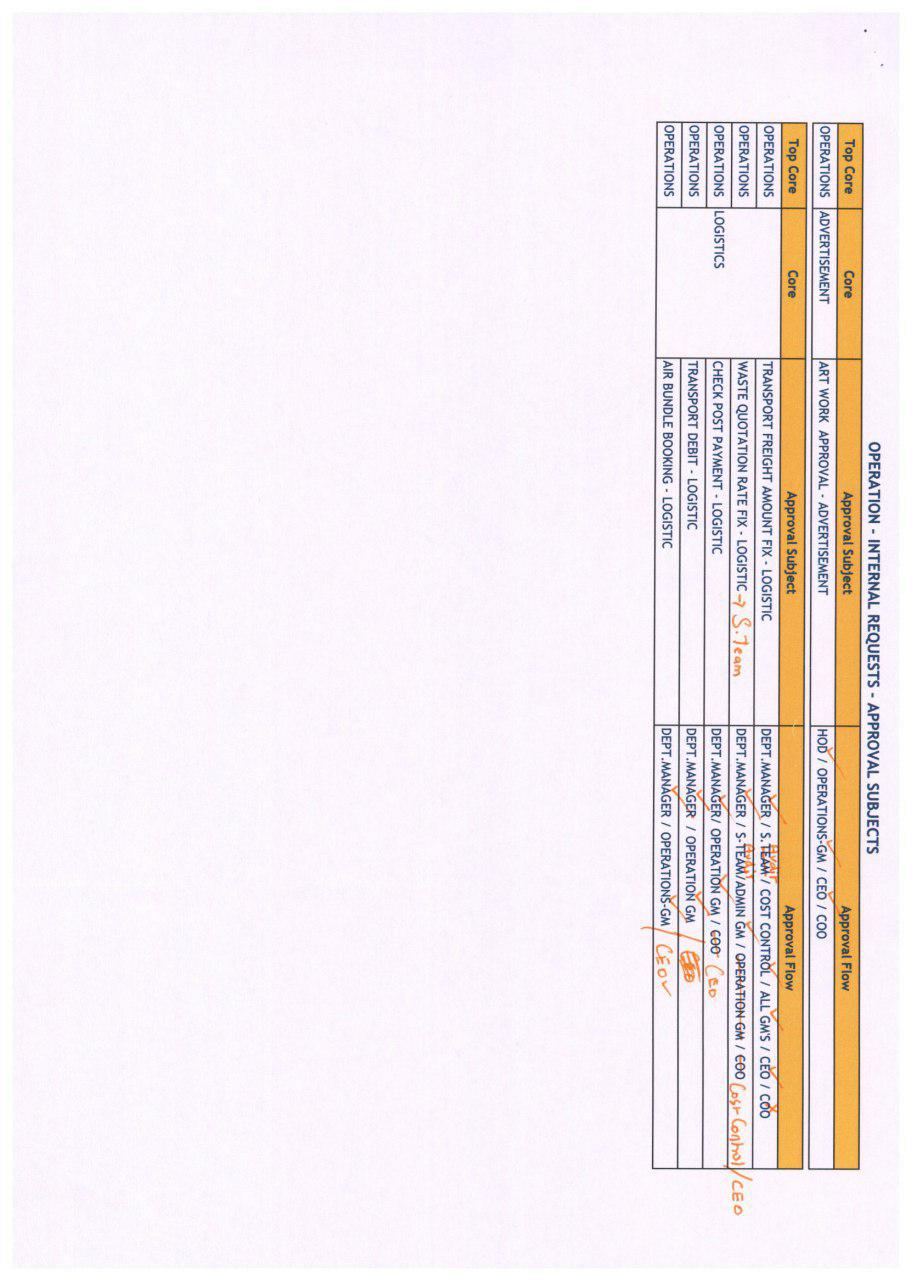 OPERATION - INTERNAL REQUESTS - APPROVAL SUBJECTS
Top Core Core Approval Subject Approval Flow
OPERATIONS ADVERTISEMENT ART WORK APPROVAL - ADVERTISEMENT HOD / OPERATIONS-GM / CEO / COO
Top Core Core Approval Subject Approval Flow
Audit
OPERATIONS TRANSPORT FREIGHT AMOUNT FIX - LOGISTIC DEPT.MANAGER / S.TEAM / COST CONTROL / ALL GM'S / CEO / COO
Audit
OPERATIONS WASTE QUOTATION RATE FIX - LOGISTIC → S.Team DEPT.MANAGER / S-TEAM/ADMIN GM / OPERATION GM / COO Cost Control / CEO
OPERATIONS LOGISTICS CHECK POST PAYMENT - LOGISTIC DEPT.MANAGER/ OPERATION GM / COO CEO
OPERATIONS TRANSPORT DEBIT - LOGISTIC DEPT.MANAGER / OPERATION GM /
OPERATIONS AIR BUNDLE BOOKING - LOGISTIC DEPT.MANAGER / OPERATIONS-GM / CEO